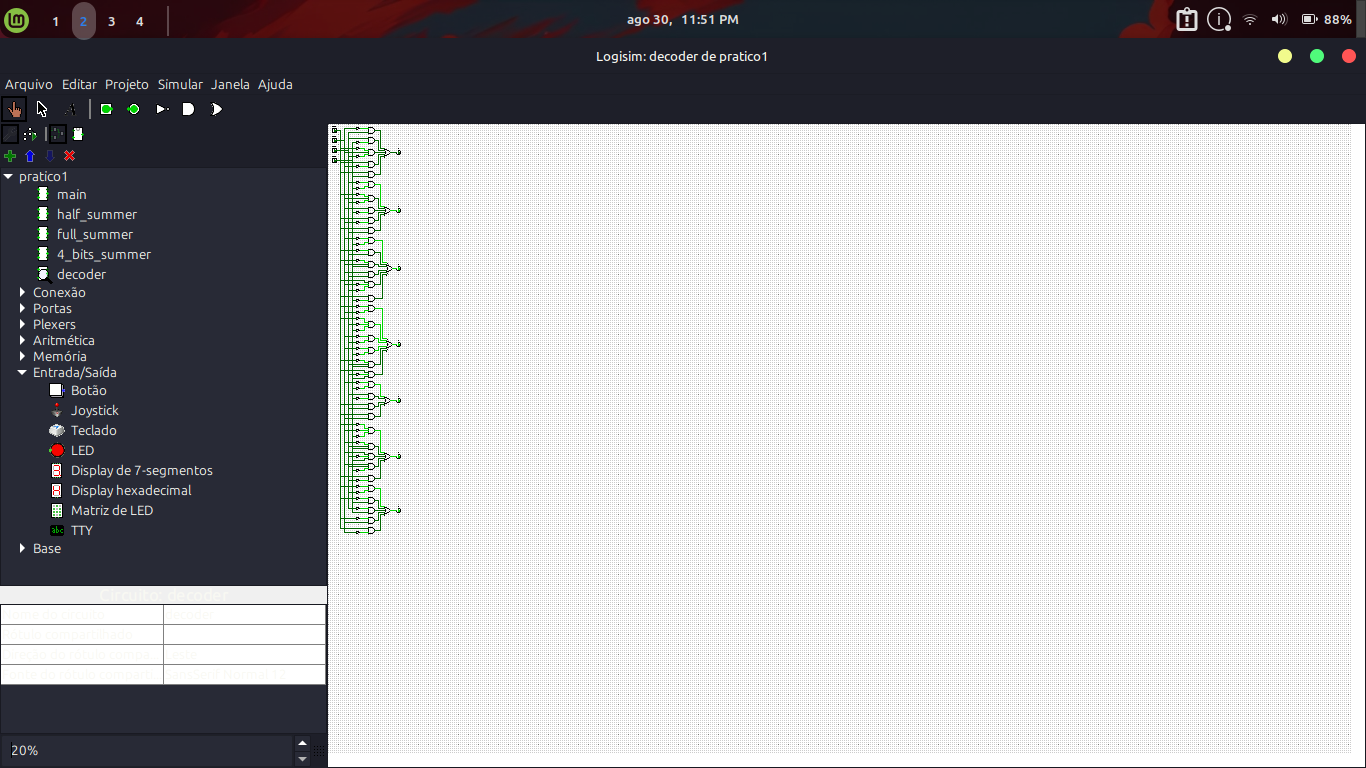 1 2 3 4 ago 30, 11:51 PM 88%
Logisim: decoder de pratico1
Arquivo Editar Projeto Simular Janela Ajuda
A
pratico1
main
half_summer
full_summer
4_bits_summer
decoder
Conexão
Portas
Plexers
Aritmética
Memória
Entrada/Saída
Botão
Joystick
Teclado
LED
Display de 7-segmentos
Display hexadecimal
Matriz de LED
abc TTY
Base
Circuito: decoder
20%